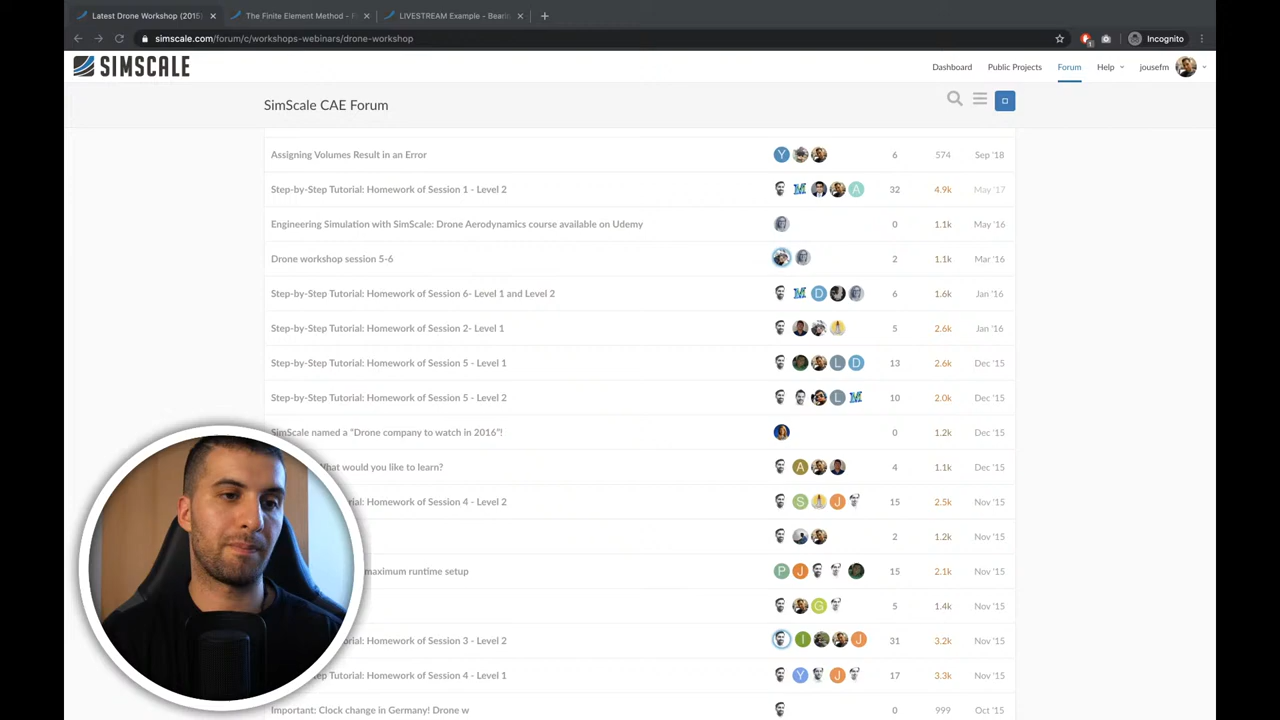 Latest Drone Workshop (2015)
The Finite Element Method - F
LIVESTREAM Example - Bearing
simscale.com/forum/c/workshops-webinars/drone-workshop
Incognito
SIMSCALE
Dashboard Public Projects Forum Help jousefm
SimScale CAE Forum
Assigning Volumes Result in an Error Y 6 574 Sep '18
Step-by-Step Tutorial: Homework of Session 1 - Level 2 A 32 4.9k May '17
Engineering Simulation with SimScale: Drone Aerodynamics course available on Udemy 0 1.1k May '16
Drone workshop session 5-6 2 1.1k Mar '16
Step-by-Step Tutorial: Homework of Session 6- Level 1 and Level 2 D 6 1.6k Jan '16
Step-by-Step Tutorial: Homework of Session 2- Level 1 5 2.6k Jan '16
Step-by-Step Tutorial: Homework of Session 5 - Level 1 L D 13 2.6k Dec '15
Step-by-Step Tutorial: Homework of Session 5 - Level 2 L 10 2.0k Dec '15
SimScale named a "Drone company to watch in 2016"! 0 1.2k Dec '15
What would you like to learn? A 4 1.1k Dec '15
rial: Homework of Session 4 - Level 2 S J 15 2.5k Nov '15
2 1.2k Nov '15
maximum runtime setup P J 15 2.1k Nov '15
G 5 1.4k Nov '15
rial: Homework of Session 3 - Level 2 I J 31 3.2k Nov '15
Step Tutorial: Homework of Session 4 - Level 1 Y J 17 3.3k Nov '15
Important: Clock change in Germany! Drone w 0 999 Oct '15